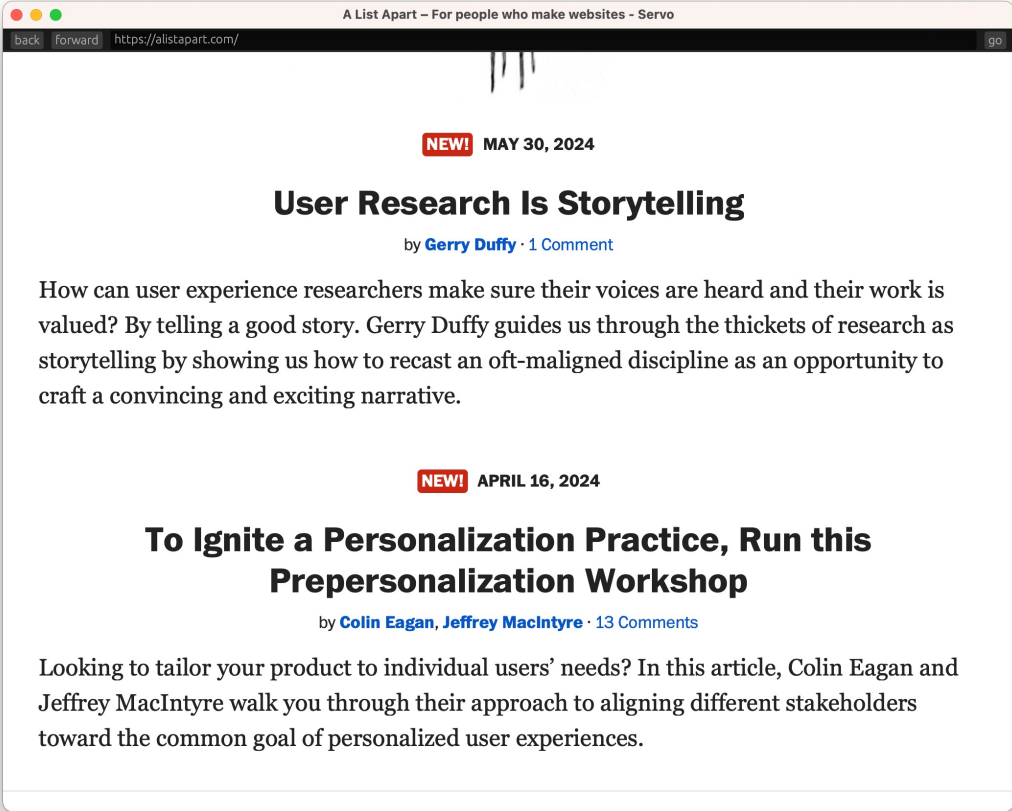 A List Apart – For people who make websites - Servo
back forward https://alistapart.com/ go
NEW! MAY 30, 2024
User Research Is Storytelling
by Gerry Duffy · 1 Comment
How can user experience researchers make sure their voices are heard and their work is
valued? By telling a good story. Gerry Duffy guides us through the thickets of research as
storytelling by showing us how to recast an oft-maligned discipline as an opportunity to
craft a convincing and exciting narrative.
NEW! APRIL 16, 2024
To Ignite a Personalization Practice, Run this
Prepersonalization Workshop
by Colin Eagan, Jeffrey MacIntyre · 13 Comments
Looking to tailor your product to individual users’ needs? In this article, Colin Eagan and
Jeffrey MacIntyre walk you through their approach to aligning different stakeholders
toward the common goal of personalized user experiences.